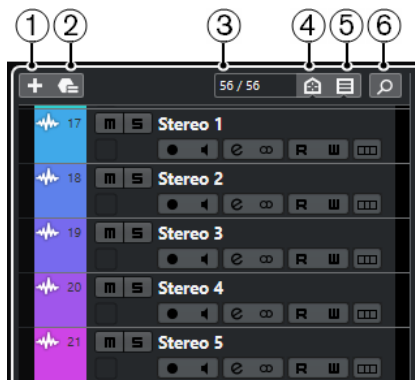 1 2 3 4 5 6
56 / 56
17 m S Stereo 1
e R W
18 m S Stereo 2
e R W
19 m S Stereo 3
e R W
20 m S Stereo 4
e R W
21 m S Stereo 5
e R W